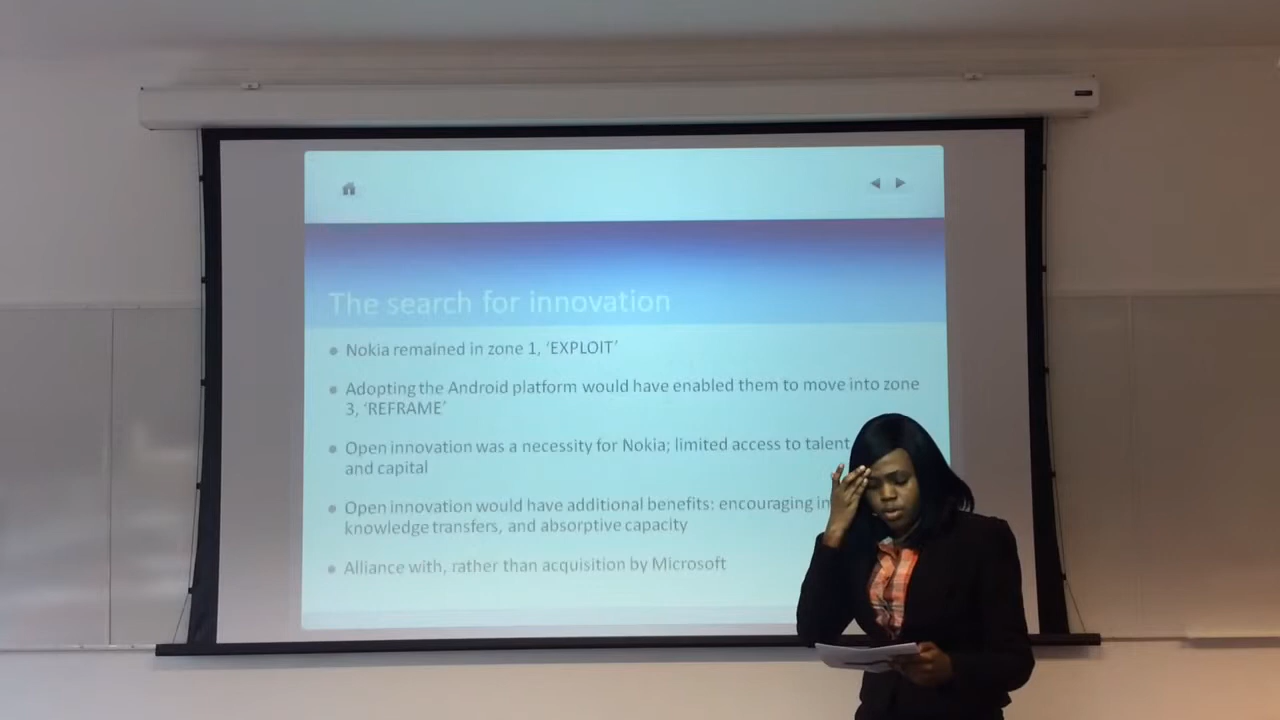 The search for innovation
Nokia remained in zone 1, ‘EXPLOIT’
Adopting the Android platform would have enabled them to move into zone
3, ‘REFRAME’
Open innovation was a necessity for Nokia; limited access to talent
and capital
Open innovation would have additional benefits: encouraging
knowledge transfers, and absorptive capacity
Alliance with, rather than acquisition by Microsoft